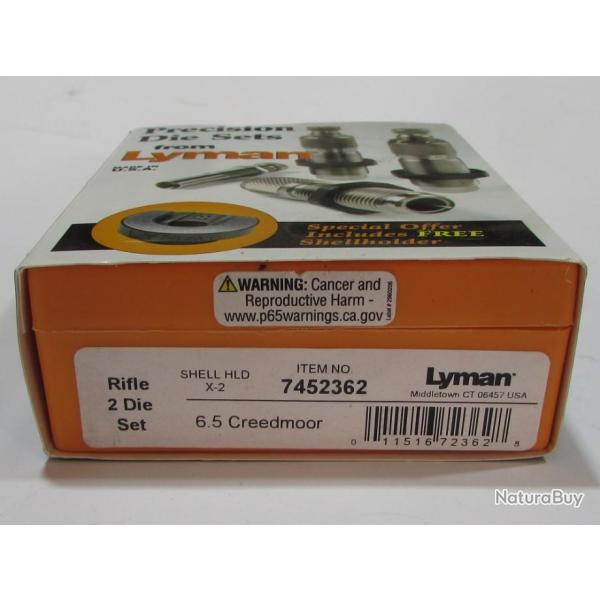 Precision
Die Sets
from
Lyman
MADE IN
U.S.A.
Special Offer
Includes FREE
Shellholder
WARNING: Cancer and
Reproductive Harm -
www.p65warnings.ca.gov
Rifle
2 Die
Set
SHELL HLD
X-2
ITEM NO.
7452362
6.5 Creedmoor
Lyman
Middletown CT 06457 USA
0 11516 72362 8
NaturaBuy